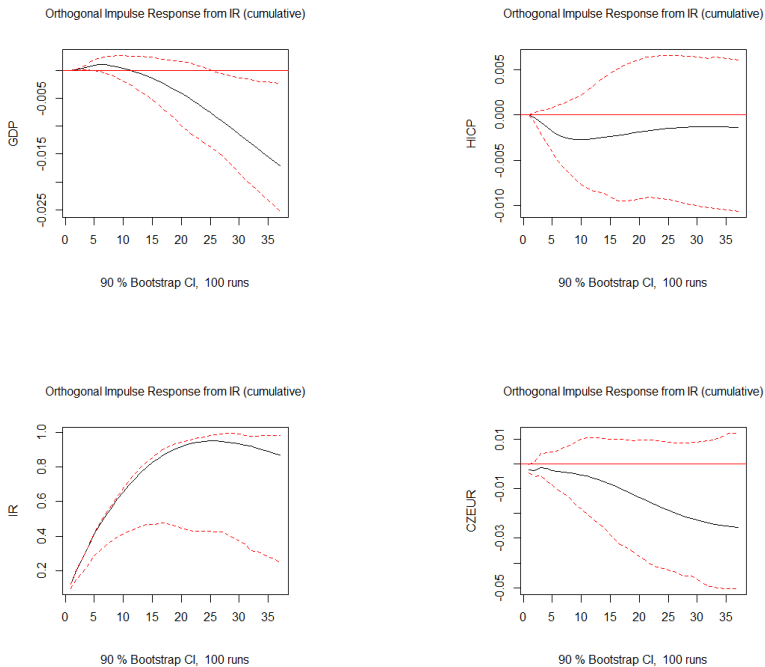 Orthogonal Impulse Response from IR (cumulative)
GDP
-0.005
-0.015
-0.025
0 5 10 15 20 25 30 35
90 % Bootstrap CI, 100 runs
Orthogonal Impulse Response from IR (cumulative)
HICP
0.005
0.000
-0.005
-0.010
0 5 10 15 20 25 30 35
90 % Bootstrap CI, 100 runs
Orthogonal Impulse Response from IR (cumulative)
IR
1.0
0.8
0.6
0.4
0.2
0 5 10 15 20 25 30 35
90 % Bootstrap CI, 100 runs
Orthogonal Impulse Response from IR (cumulative)
CZEUR
0.01
-0.01
-0.03
-0.05
0 5 10 15 20 25 30 35
90 % Bootstrap CI, 100 runs